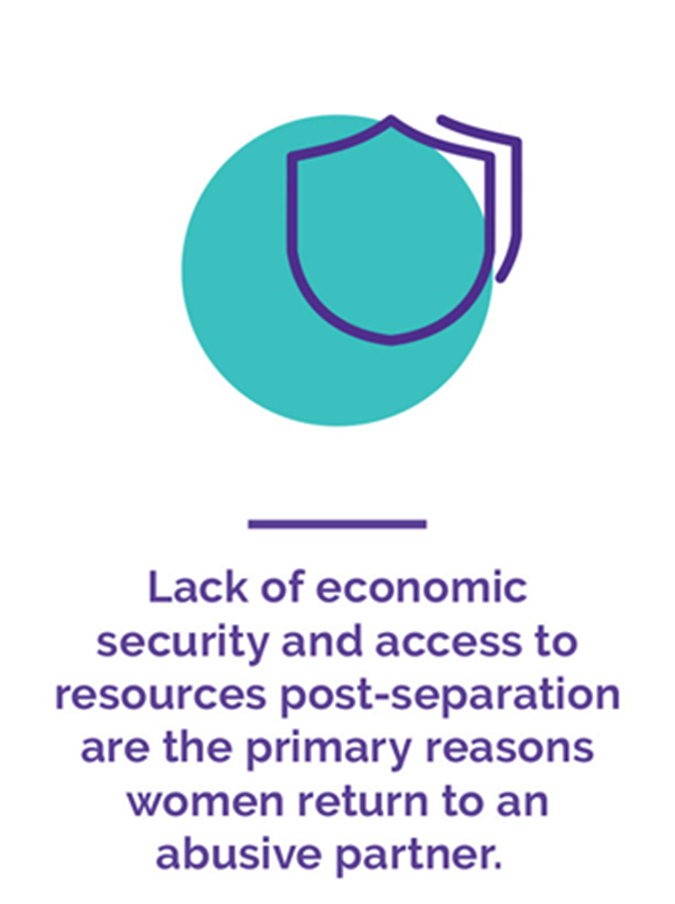 Lack of economic
security and access to
resources post-separation
are the primary reasons
women return to an
abusive partner.